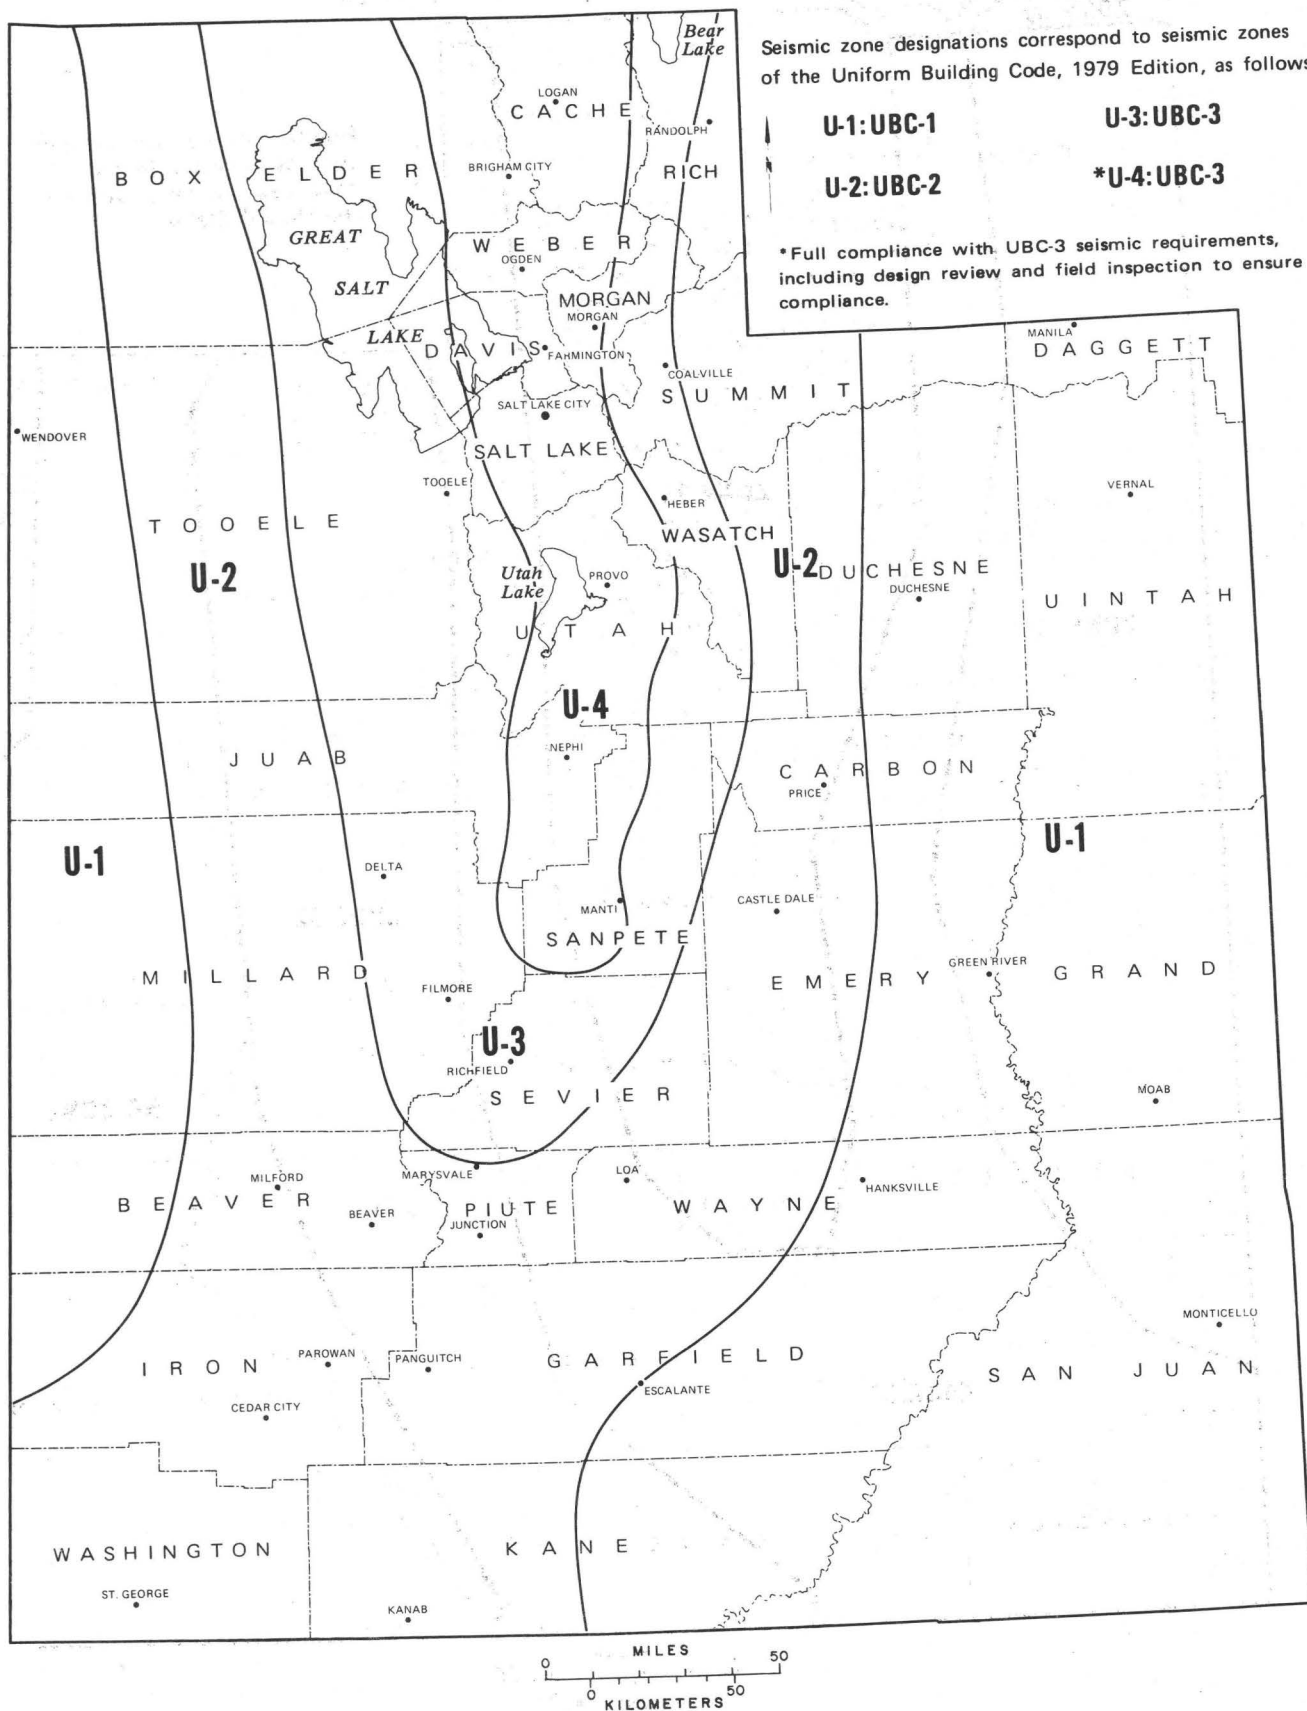 Seismic zone designations correspond to seismic zones
of the Uniform Building Code, 1979 Edition, as follows
U-1: UBC-1
U-3: UBC-3
U-2: UBC-2
*U-4: UBC-3
*Full compliance with UBC-3 seismic requirements,
including design review and field inspection to ensure
compliance.
Bear
Lake
LOGAN
CACHE
RANDOLPH
BOX ELDER
BRIGHAM CITY
RICH
GREAT
SALT
LAKE
WEBER
OGDEN
MORGAN
MORGAN
DAVIS
FARMINGTON
MANILA
DAGGETT
COALVILLE
SUMMIT
SALT LAKE CITY
WENDOVER
SALT LAKE
TOOELE
HEBER
VERNAL
TOOELE
WASATCH
U-2
Utah
Lake
PROVO
U-2
DUCHESNE
DUCHESNE
UINTAH
UTAH
U-4
JUAB
NEPHI
CARBON
PRICE
U-1
DELTA
U-1
MANTI
CASTLE DALE
SANPETE
MILLARD
FILMORE
EMERY
GREEN RIVER
GRAND
U-3
RICHFIELD
SEVIER
MOAB
MILFORD
MARYSVALE
LOA
HANKSVILLE
BEAVER
BEAVER
PIUTE
JUNCTION
WAYNE
MONTICELLO
IRON
PAROWAN
PANGUITCH
GARFIELD
ESCALANTE
SAN JUAN
CEDAR CITY
WASHINGTON
KANE
ST. GEORGE
KANAB
MILES
0 50
0 50
KILOMETERS